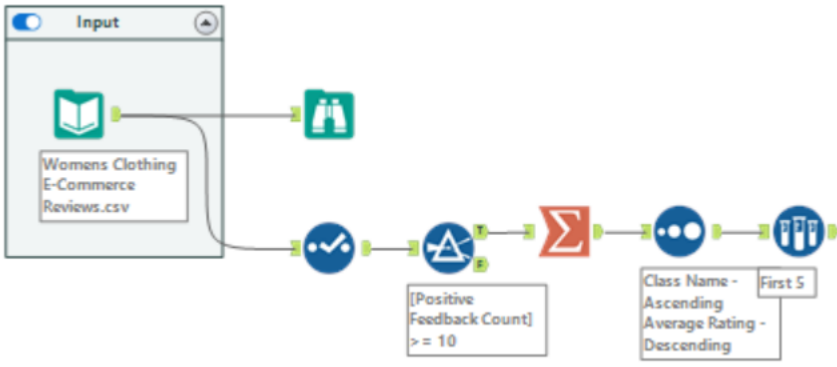 Input
Womens Clothing
E-Commerce
Reviews.csv
T
F
[Positive
Feedback Count]
>= 10
Class Name -
Ascending
Average Rating -
Descending
First 5